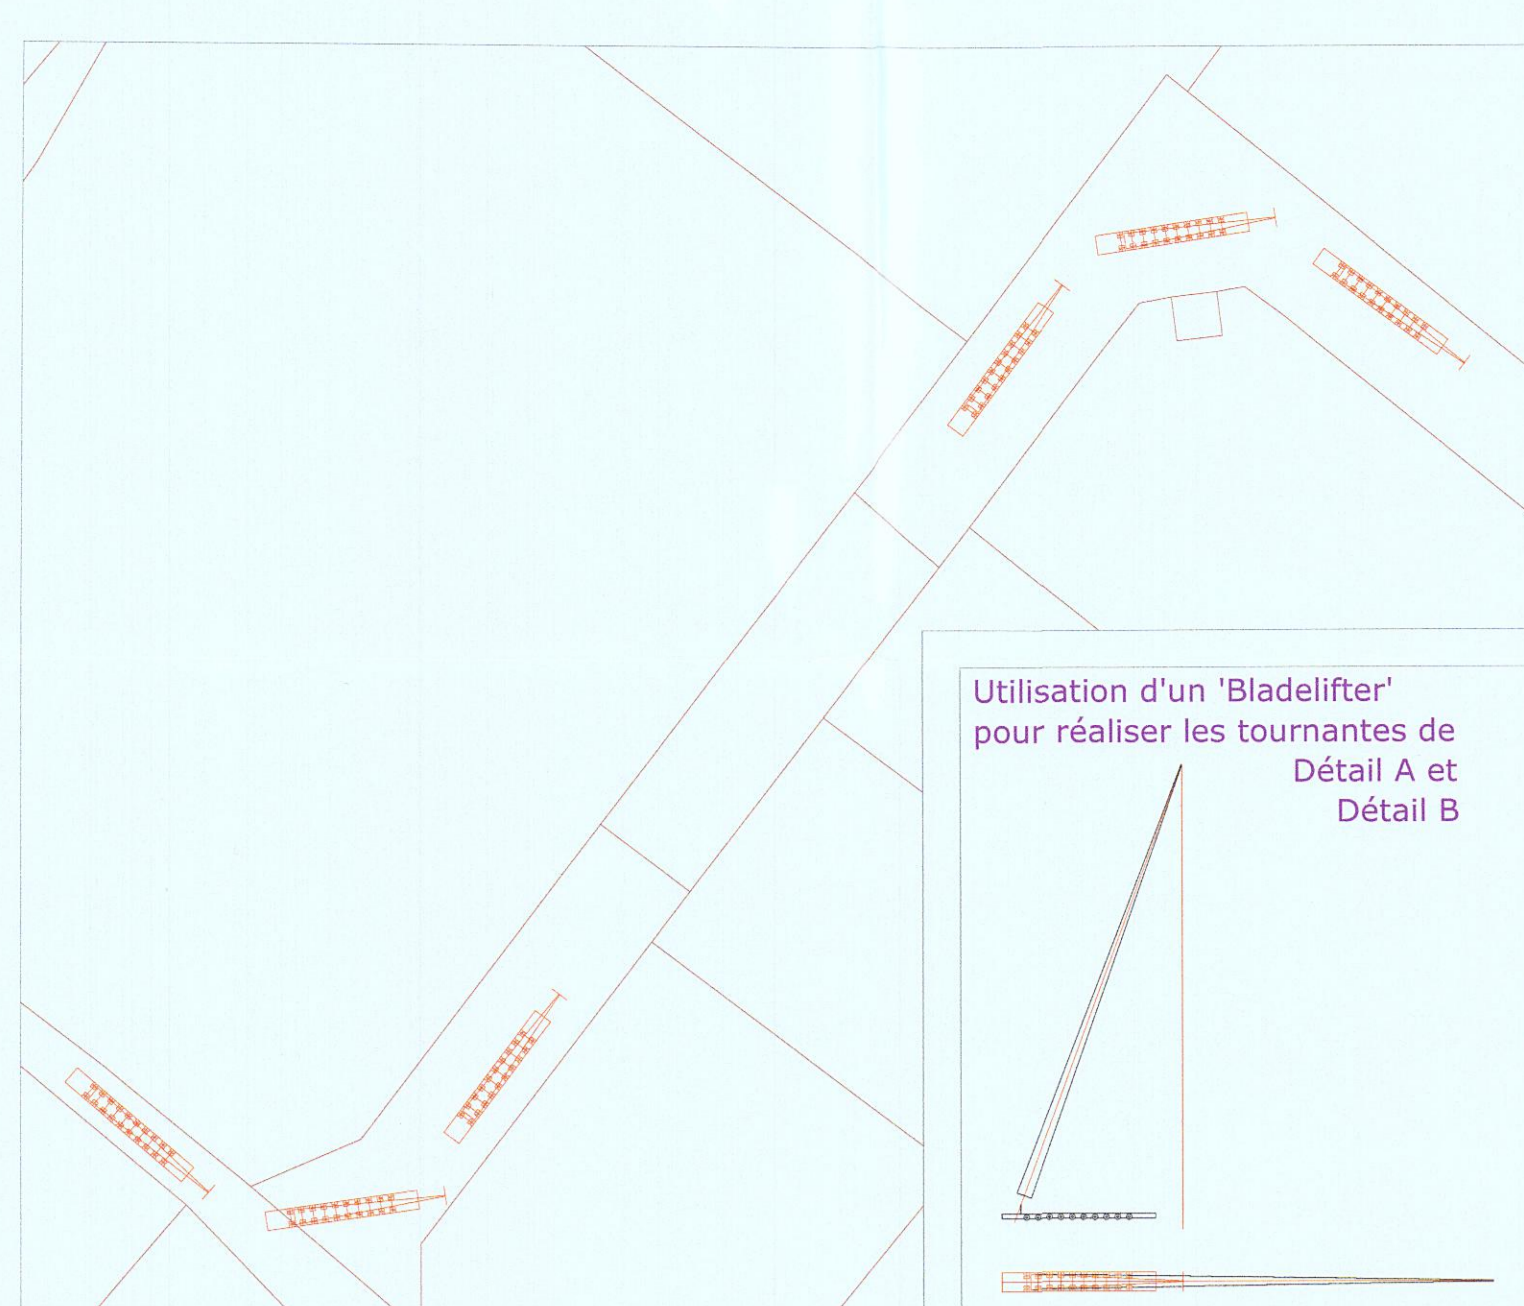 Utilisation d'un 'Bladelifter'
pour réaliser les tournantes de
Détail A et
Détail B